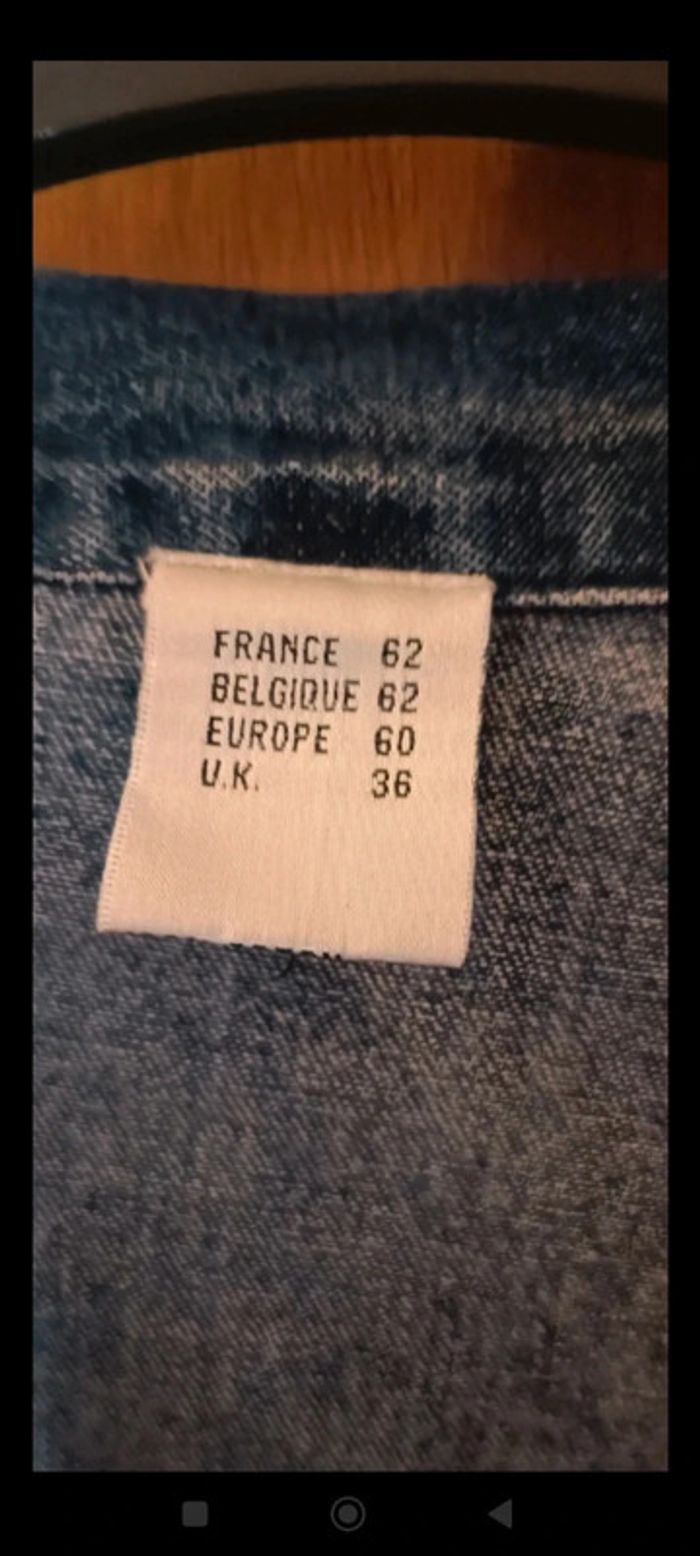 FRANCE 62
BELGIQUE 62
EUROPE 60
U.K. 36